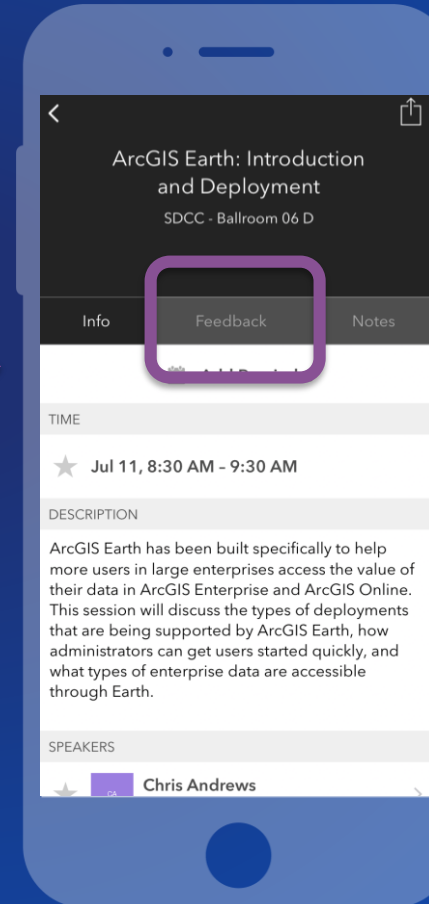 ArcGIS Earth: Introduction
and Deployment
SDCC - Ballroom 06 D
Info Feedback Notes
TIME
Jul 11, 8:30 AM – 9:30 AM
DESCRIPTION
ArcGIS Earth has been built specifically to help
more users in large enterprises access the value of
their data in ArcGIS Enterprise and ArcGIS Online.
This session will discuss the types of deployments
that are being supported by ArcGIS Earth, how
administrators can get users started quickly, and
what types of enterprise data are accessible
through Earth.
SPEAKERS
CA
Chris Andrews